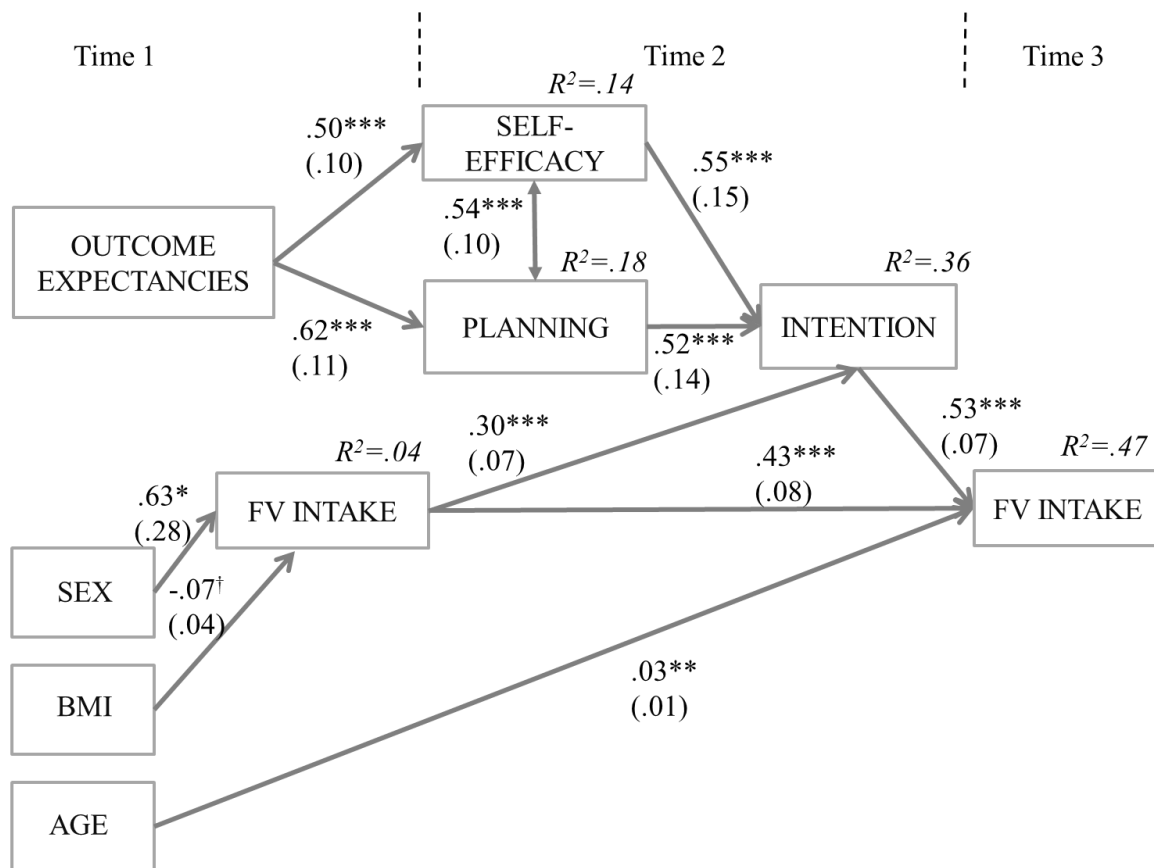 Time 1
Time 2
Time 3
R²=.14
.50***
(.10)
SELF-
EFFICACY
.55***
(.15)
.54***
(.10)
OUTCOME
EXPECTANCIES
R²=.18
R²=.36
.62***
(.11)
PLANNING
.52***
(.14)
INTENTION
.30***
(.07)
.53***
(.07)
R²=.04
.43***
(.08)
R²=.47
.63*
(.28)
FV INTAKE
FV INTAKE
SEX
-.07†
(.04)
BMI
.03**
(.01)
AGE